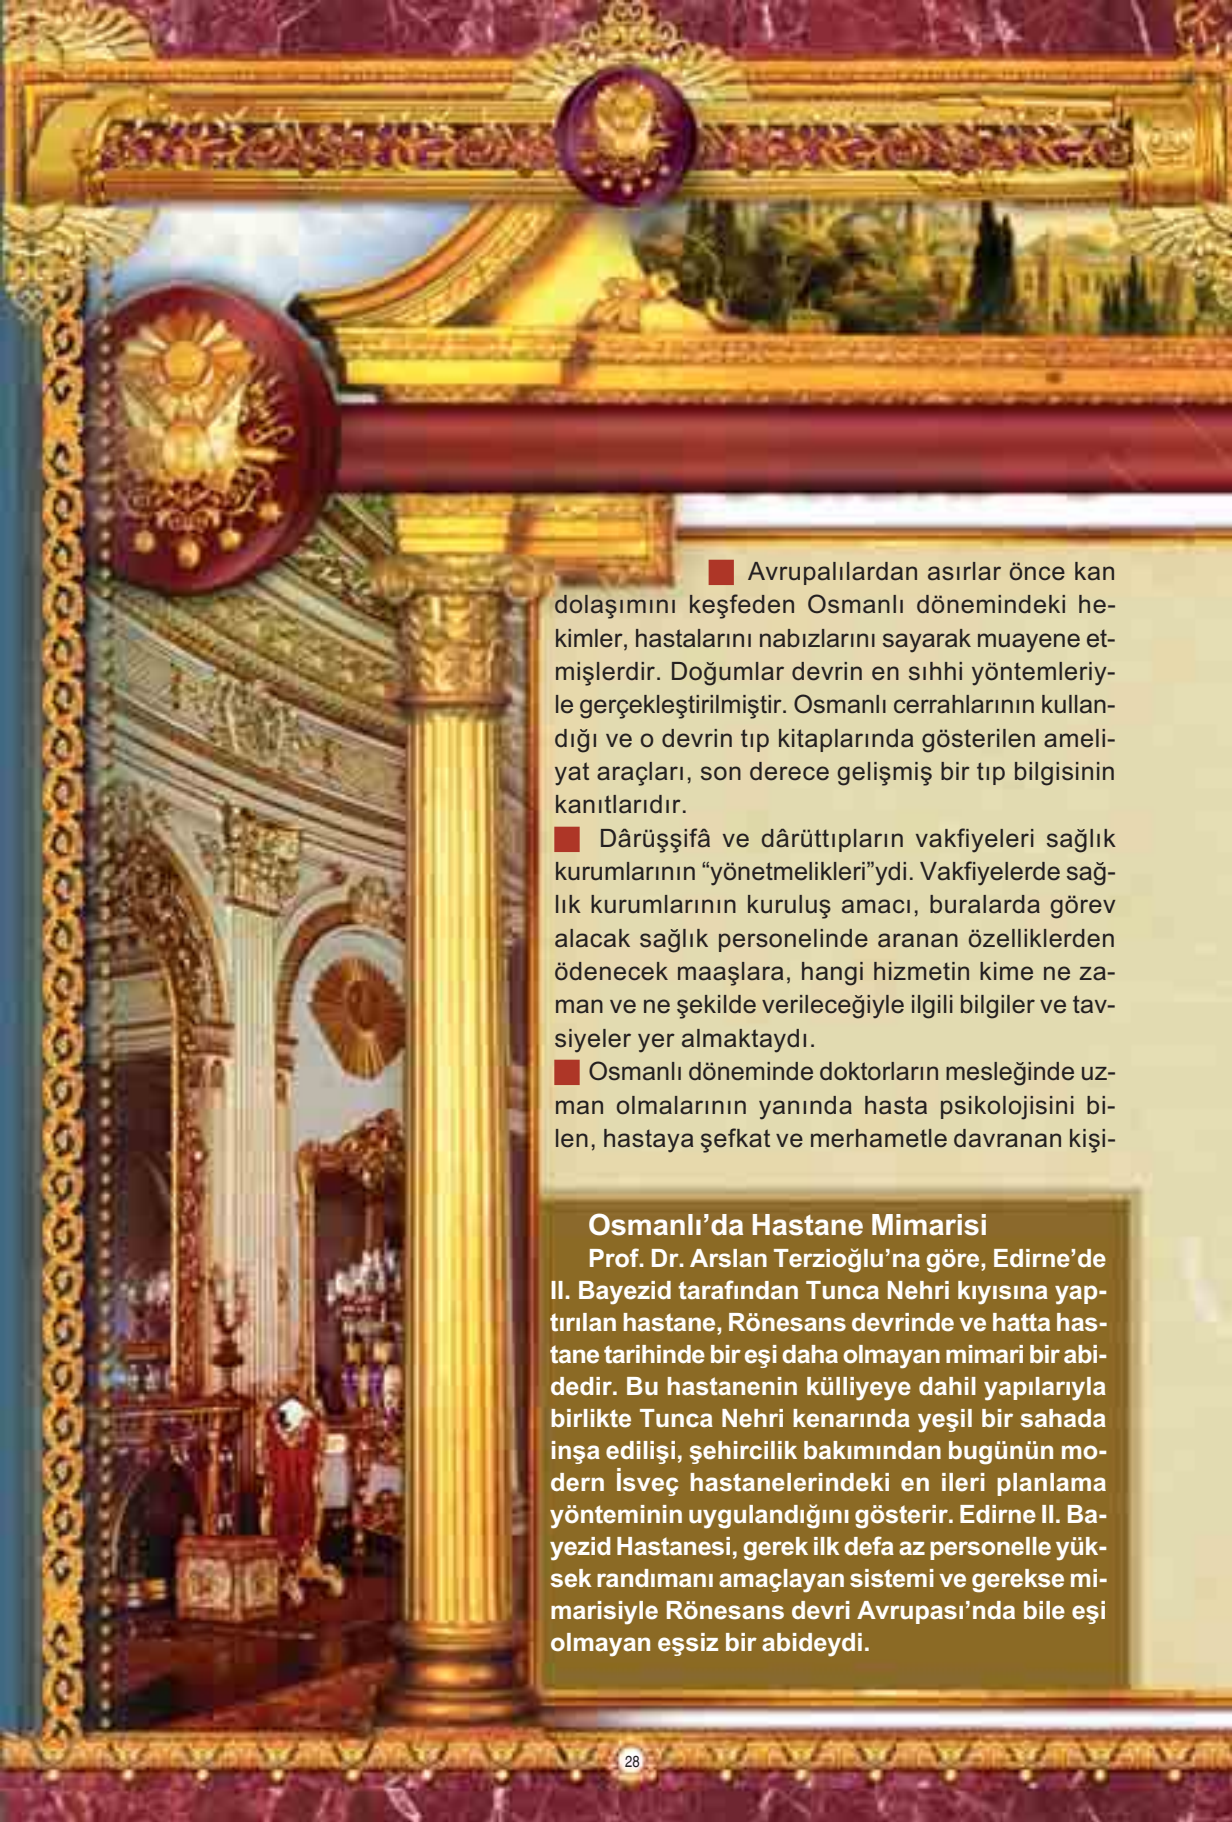 Avrupalılardan asırlar önce kan
dolaşımını keşfeden Osmanlı dönemindeki he-
kimler, hastalarını nabızlarını sayarak muayene et-
mişlerdir. Doğumlar devrin en sıhhi yöntemleriy-
le gerçekleştirilmiştir. Osmanlı cerrahlarının kullan-
dığı ve o devrin tıp kitaplarında gösterilen ameli-
yat araçları, son derece gelişmiş bir tıp bilgisinin
kanıtlarıdır.
Dârüşşifâ ve dârüttıpların vakfiyeleri sağlık
kurumlarının “yönetmelikleri”ydi. Vakfiyelerde sağ-
lık kurumlarının kuruluş amacı, buralarda görev
alacak sağlık personelinde aranan özelliklerden
ödenecek maaşlara, hangi hizmetin kime ne za-
man ve ne şekilde verileceğiyle ilgili bilgiler ve tav-
siyeler yer almaktaydı.
Osmanlı döneminde doktorların mesleğinde uz-
man olmalarının yanında hasta psikolojisini bi-
len, hastaya şefkat ve merhametle davranan kişi-
Osmanlı’da Hastane Mimarisi
Prof. Dr. Arslan Terzioğlu’na göre, Edirne’de
II. Bayezid tarafından Tunca Nehri kıyısına yap-
tırılan hastane, Rönesans devrinde ve hatta has-
tane tarihinde bir eşi daha olmayan mimari bir abi-
dedir. Bu hastanenin külliyeye dahil yapılarıyla
birlikte Tunca Nehri kenarında yeşil bir sahada
inşa edilişi, şehircilik bakımından bugünün mo-
dern İsveç hastanelerindeki en ileri planlama
yönteminin uygulandığını gösterir. Edirne II. Ba-
yezid Hastanesi, gerek ilk defa az personelle yük-
sek randımanı amaçlayan sistemi ve gerekse mi-
marisiyle Rönesans devri Avrupası’nda bile eşi
olmayan eşsiz bir abideydi.
28